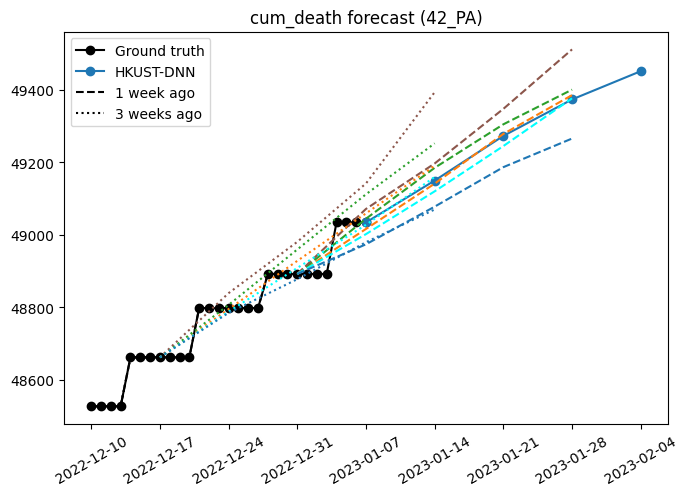 cum_death forecast (42_PA)
Ground truth
HKUST-DNN
1 week ago
3 weeks ago
49400
49200
49000
48800
48600
2022-12-10
2022-12-17
2022-12-24
2022-12-31
2023-01-07
2023-01-14
2023-01-21
2023-01-28
2023-02-04